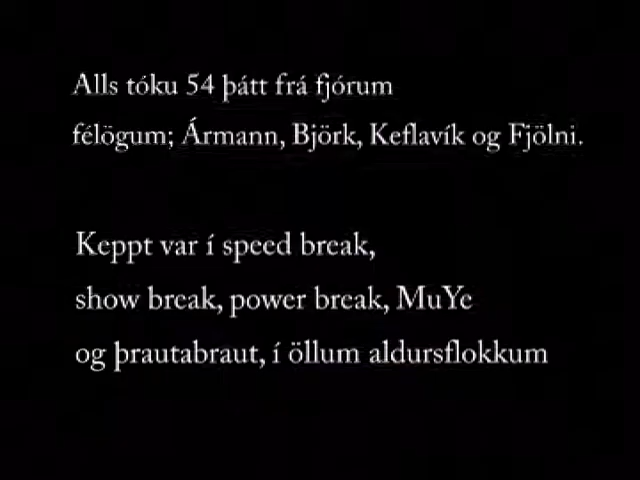 Alls tóku 54 þátt frá fjórum
félögum; Ármann, Björk, Keflavík og Fjölni.
Keppt var í speed break,
show break, power break, MuYe
og þrautabraut, í öllum aldursflokkum